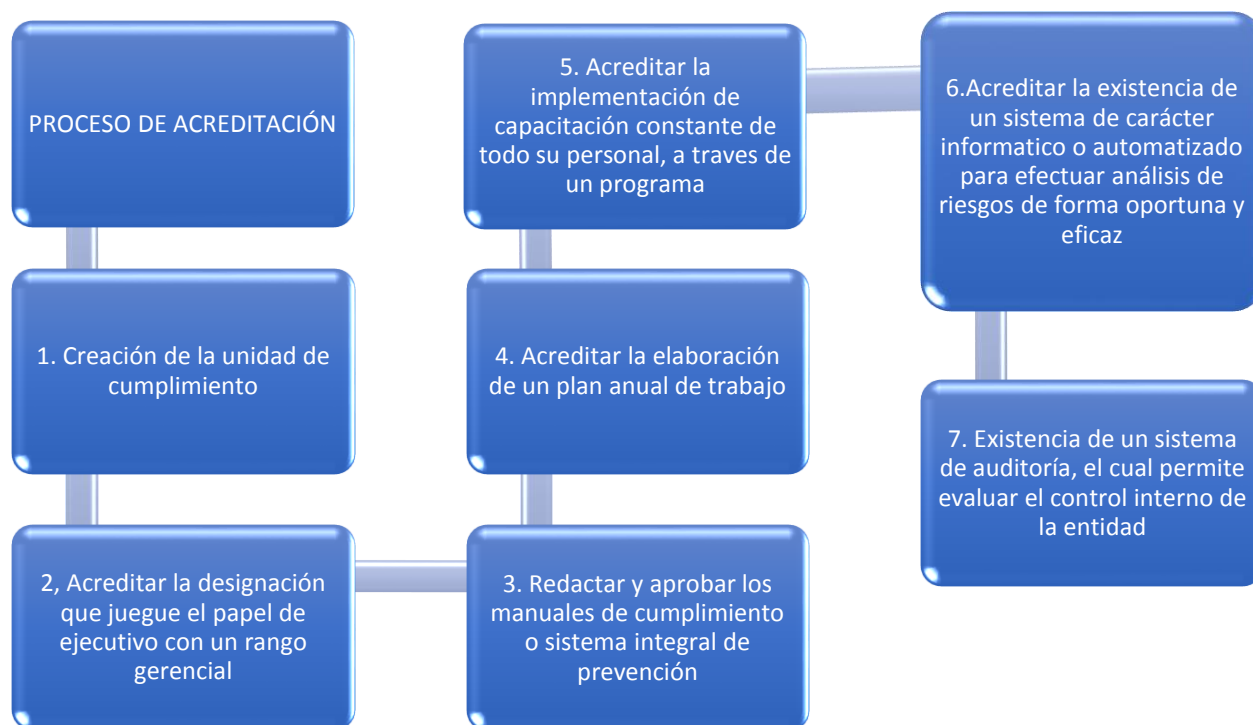 PROCESO DE ACREDITACIÓN
1. Creación de la unidad de
cumplimiento
2, Acreditar la designación
que juegue el papel de
ejecutivo con un rango
gerencial
3. Redactar y aprobar los
manuales de cumplimiento
o sistema integral de
prevención
4. Acreditar la elaboración
de un plan anual de trabajo
5. Acreditar la
implementación de
capacitación constante de
todo su personal, a traves de
un programa
6.Acreditar la existencia de
un sistema de carácter
informatico o automatizado
para efectuar análisis de
riesgos de forma oportuna y
eficaz
7. Existencia de un sistema
de auditoría, el cual permite
evaluar el control interno de
la entidad